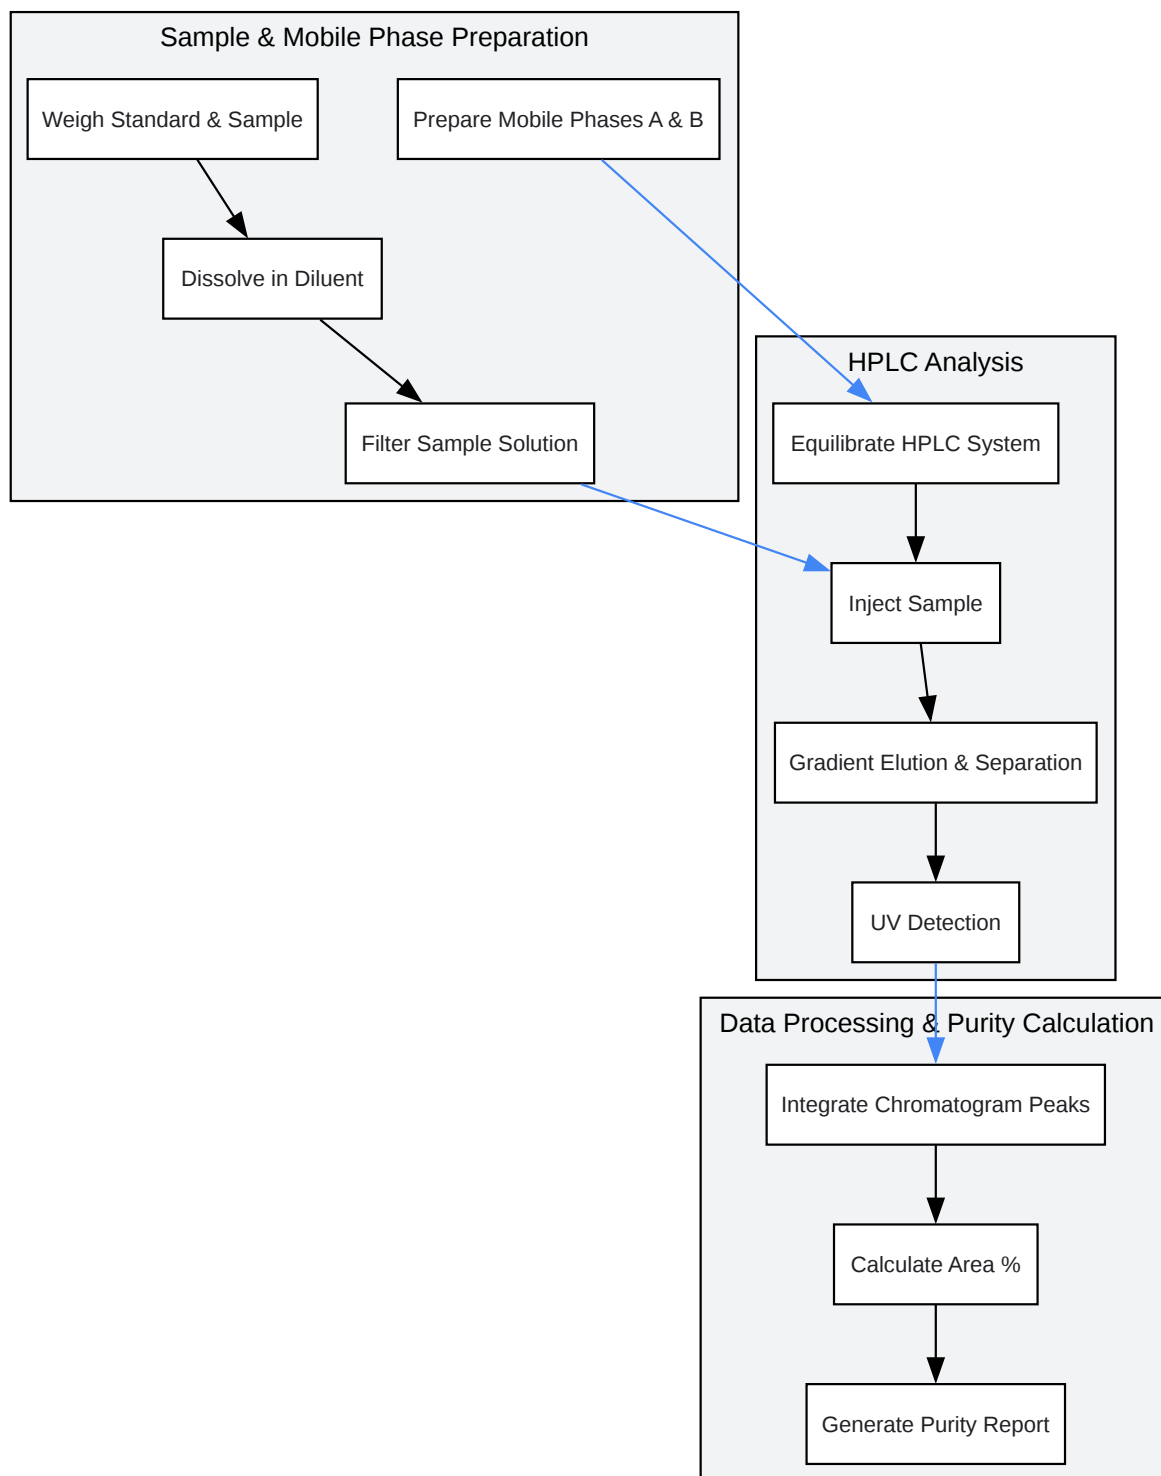 Sample & Mobile Phase Preparation
Weigh Standard & Sample
Prepare Mobile Phases A & B
Dissolve in Diluent
Filter Sample Solution
HPLC Analysis
Equilibrate HPLC System
Inject Sample
Gradient Elution & Separation
UV Detection
Data Processing & Purity Calculation
Integrate Chromatogram Peaks
Calculate Area %
Generate Purity Report